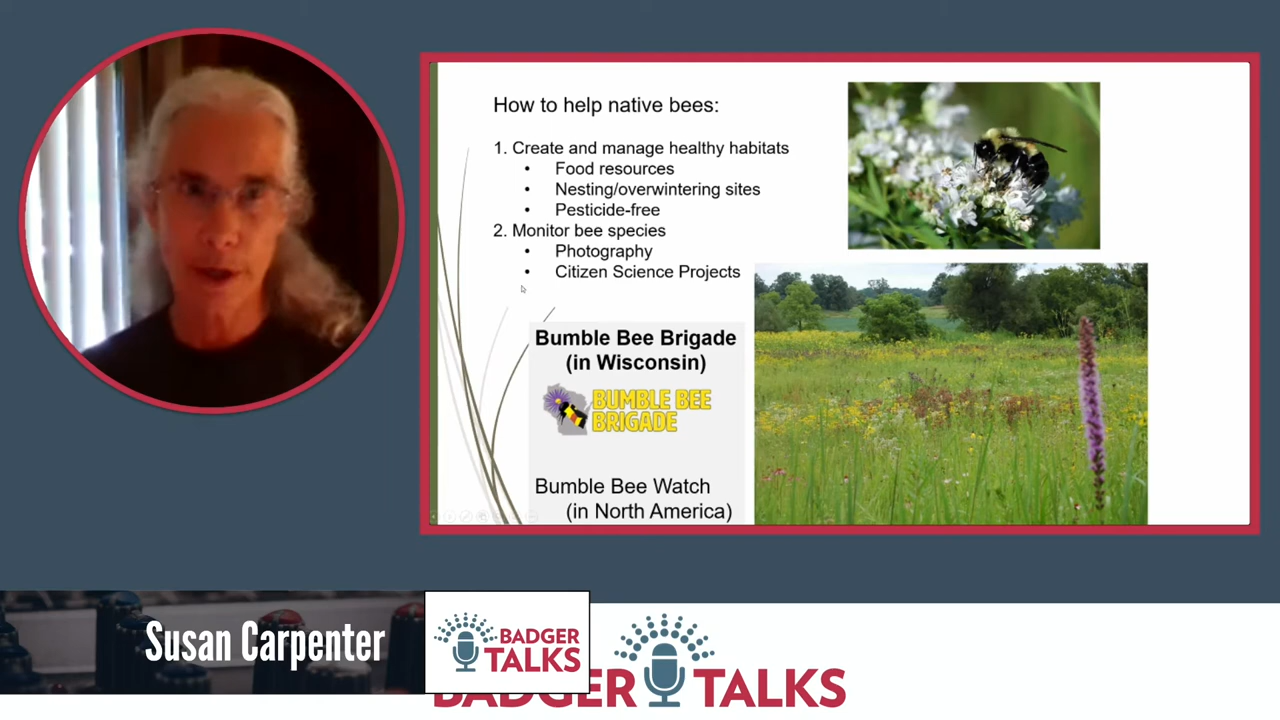 How to help native bees:
1. Create and manage healthy habitats
• Food resources
• Nesting/overwintering sites
• Pesticide-free
2. Monitor bee species
• Photography
• Citizen Science Projects
Bumble Bee Brigade
(in Wisconsin)
BUMBLE BEE
BRIGADE
Bumble Bee Watch
(in North America)
Susan Carpenter
BADGER
TALKS
BADGER TALKS